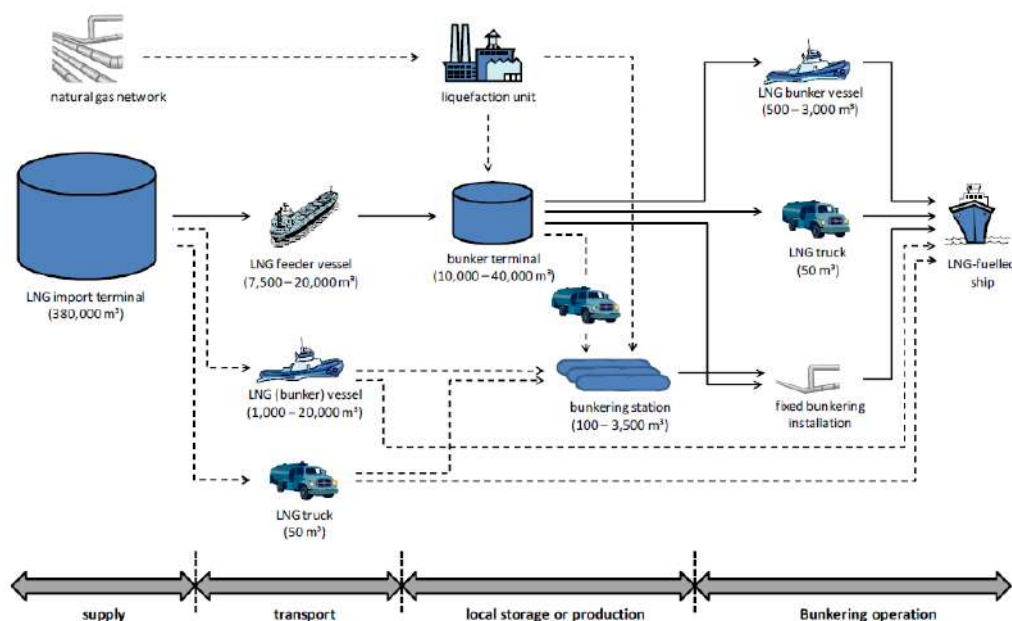 natural gas network
liquefaction unit
LNG bunker vessel
(500 – 3,000 m³)
LNG import terminal
(380,000 m³)
LNG feeder vessel
(7,500 – 20,000 m³)
bunker terminal
(10,000 – 40,000 m³)
LNG truck
(50 m³)
LNG-fuelled
ship
LNG (bunker) vessel
(1,000 – 20,000 m³)
bunkering station
(100 – 3,500 m³)
fixed bunkering
installation
LNG truck
(50 m³)
supply
transport
local storage or production
Bunkering operation